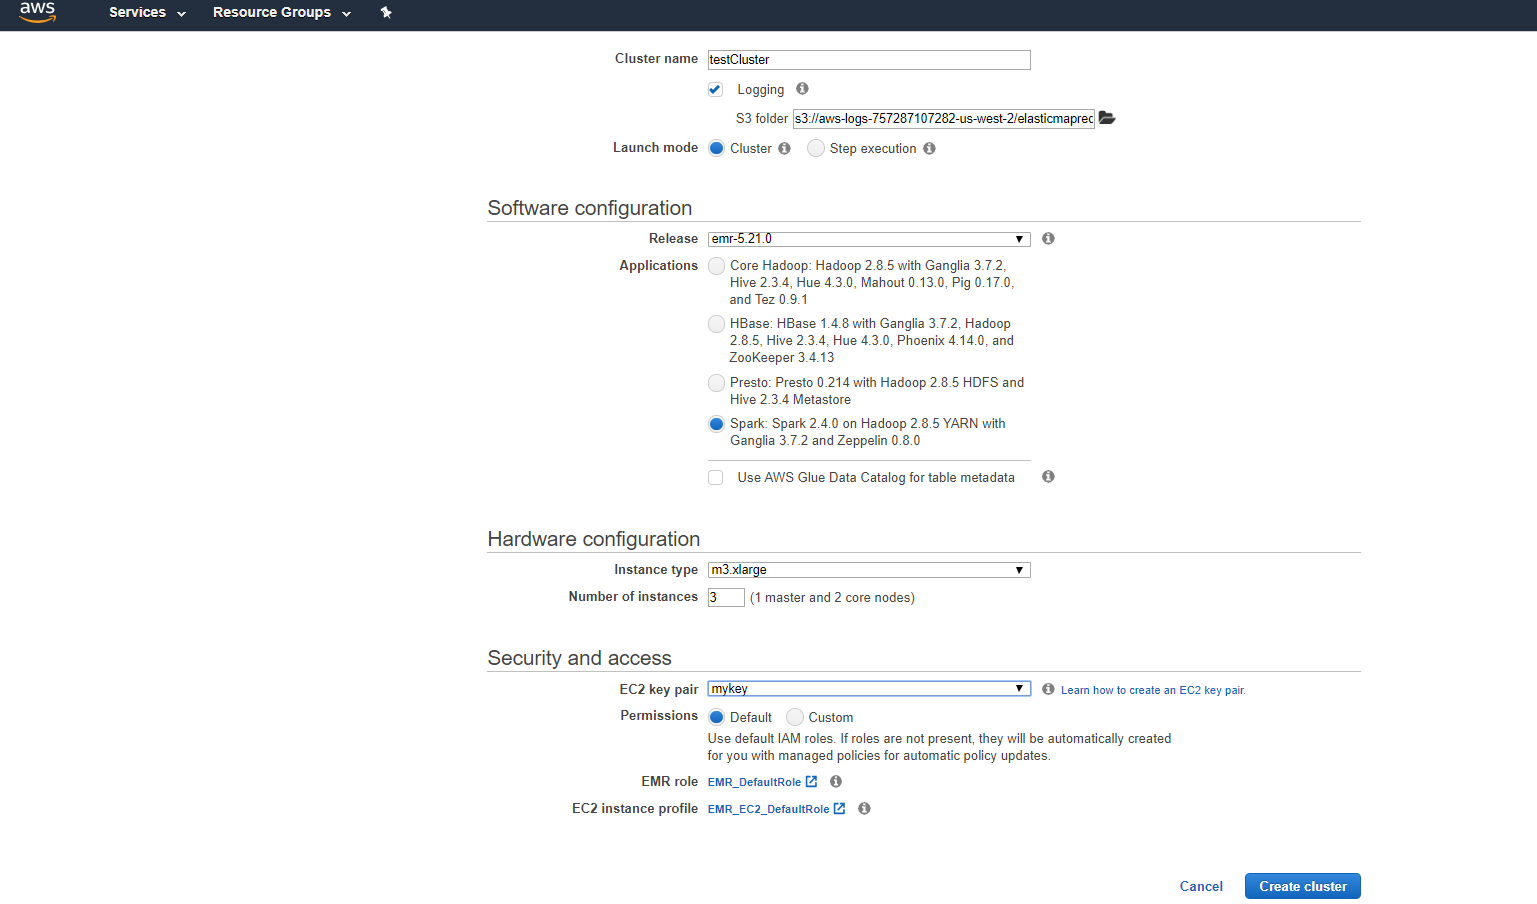 aws Services Resource Groups
Cluster name testCluster
Logging
S3 folder s3://aws-logs-757287107282-us-west-2/elasticmaprec
Launch mode Cluster Step execution
Software configuration
Release emr-5.21.0
Applications Core Hadoop: Hadoop 2.8.5 with Ganglia 3.7.2,
Hive 2.3.4, Hue 4.3.0, Mahout 0.13.0, Pig 0.17.0,
and Tez 0.9.1
HBase: HBase 1.4.8 with Ganglia 3.7.2, Hadoop
2.8.5, Hive 2.3.4, Hue 4.3.0, Phoenix 4.14.0, and
ZooKeeper 3.4.13
Presto: Presto 0.214 with Hadoop 2.8.5 HDFS and
Hive 2.3.4 Metastore
Spark: Spark 2.4.0 on Hadoop 2.8.5 YARN with
Ganglia 3.7.2 and Zeppelin 0.8.0
Use AWS Glue Data Catalog for table metadata
Hardware configuration
Instance type m3.xlarge
Number of instances 3 (1 master and 2 core nodes)
Security and access
EC2 key pair mykey Learn how to create an EC2 key pair.
Permissions Default Custom
Use default IAM roles. If roles are not present, they will be automatically created
for you with managed policies for automatic policy updates.
EMR role EMR_DefaultRole
EC2 instance profile EMR_EC2_DefaultRole
Cancel Create cluster